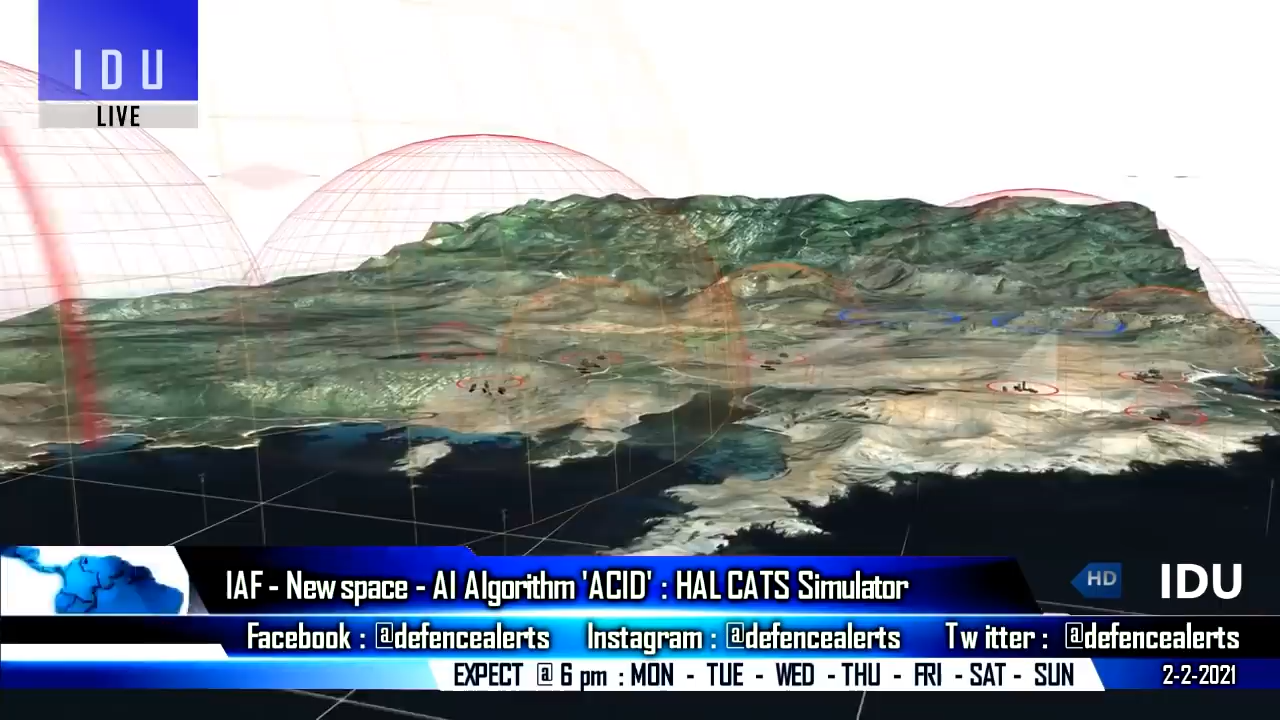 IDU
LIVE
IAF - New space - AI Algorithm 'ACID' : HAL CATS Simulator
HD
IDU
Facebook : @defencealerts Instagram : @defencealerts Tw itter : @defencealerts
EXPECT @ 6 pm : MON - TUE - WED - THU - FRI - SAT - SUN
2-2-2021